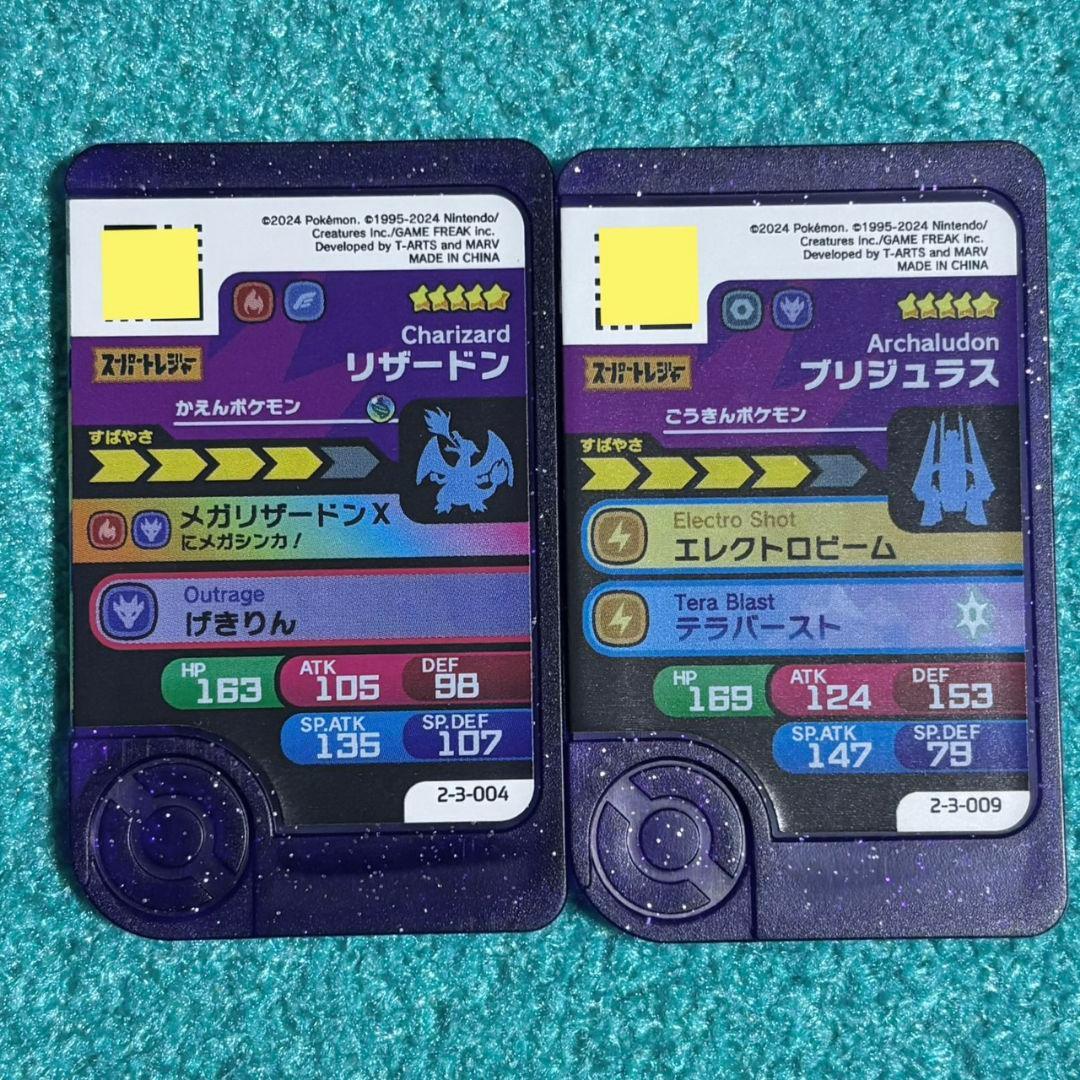 ©2024 Pokémon. ©1995-2024 Nintendo/
Creatures Inc./GAME FREAK inc.
Developed by T-ARTS and MARV
MADE IN CHINA
Charizard
スーパートレジャー
リザードン
かえんポケモン
すばやさ
メガリザードンX
にメガシンカ!
Outrage
げきりん
HP
163
ATK
105
DEF
98
SP.ATK
135
SP.DEF
107
2-3-004
©2024 Pokémon. ©1995-2024 Nintendo/
Creatures Inc./GAME FREAK inc.
Developed by T-ARTS and MARV
MADE IN CHINA
Archaludon
スーパートレジャー
ブリジュラス
ごうきんポケモン
すばやさ
Electro Shot
エレクトロビーム
Tera Blast
テラバースト
HP
169
ATK
124
DEF
153
SP.ATK
147
SP.DEF
79
2-3-009